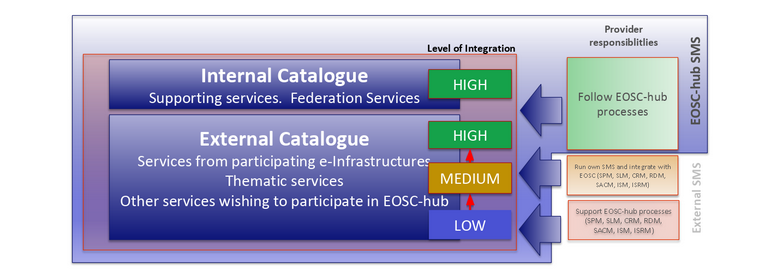 Provider
responsiblitlies
Level of Integration
Internal Catalogue
Supporting services. Federation Services
HIGH
Follow EOSC-hub
processes
EOSC-hub SMS
External Catalogue
Services from participating e-Infrastructures
Thematic services
Other services wishing to participate in EOSC-hub
HIGH
MEDIUM
LOW
Run own SMS and integrate with
EOSC (SPM, SLM, CRM, RDM,
SACM, ISM, ISRM)
Support EOSC-hub processes
(SPM, SLM, CRM, RDM,
SACM, ISM, ISRM)
External SMS